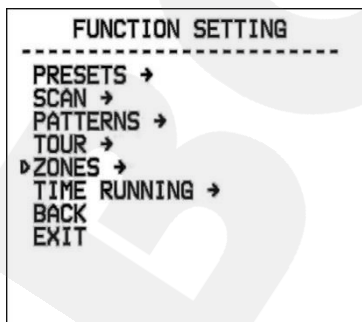 FUNCTION SETTING
PRESETS →
SCAN →
PATTERNS →
TOUR →
ZONES →
TIME RUNNING →
BACK
EXIT